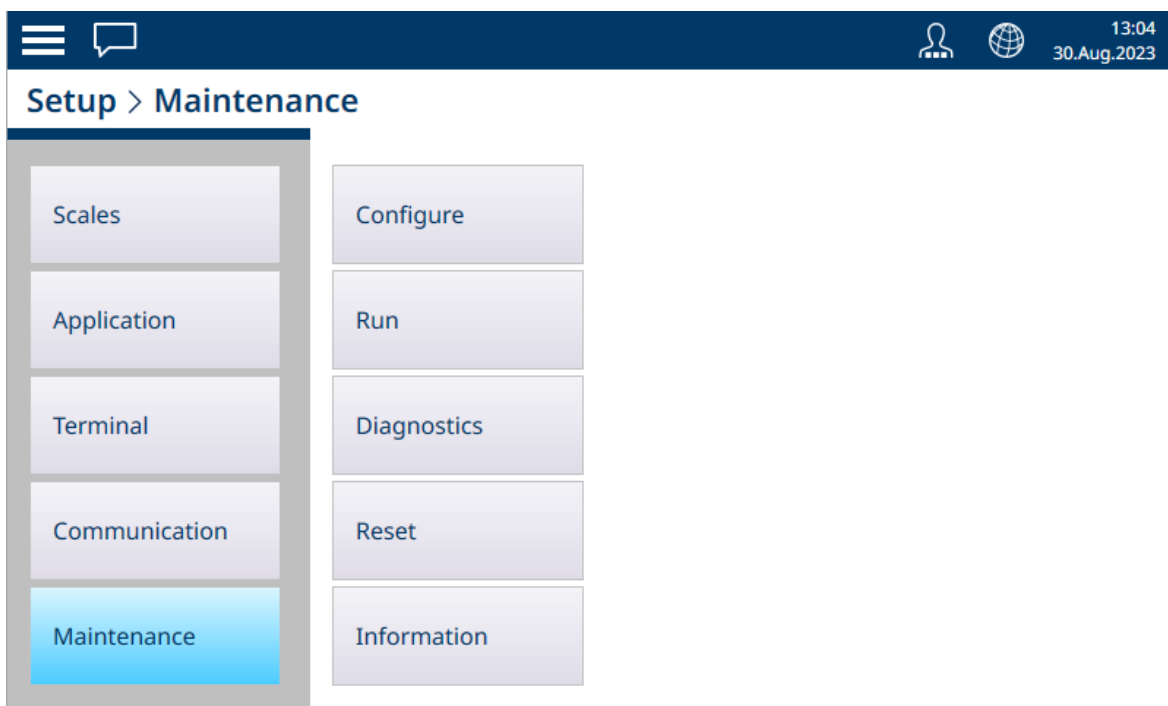 13:04
30.Aug.2023
Setup > Maintenance
Scales
Configure
Application
Run
Terminal
Diagnostics
Communication
Reset
Maintenance
Information